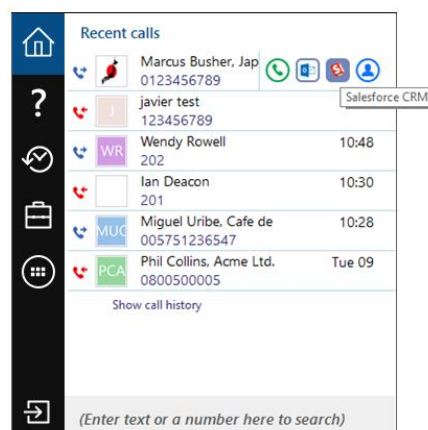 Recent calls
Marcus Busher, Jap
0123456789
Salesforce CRM
J javier test
123456789
WR Wendy Rowell 10:48
202
Ian Deacon 10:30
201
MUC Miguel Uribe, Cafe de 10:28
005751236547
PCA Phil Collins, Acme Ltd. Tue 09
0800500005
Show call history
(Enter text or a number here to search)